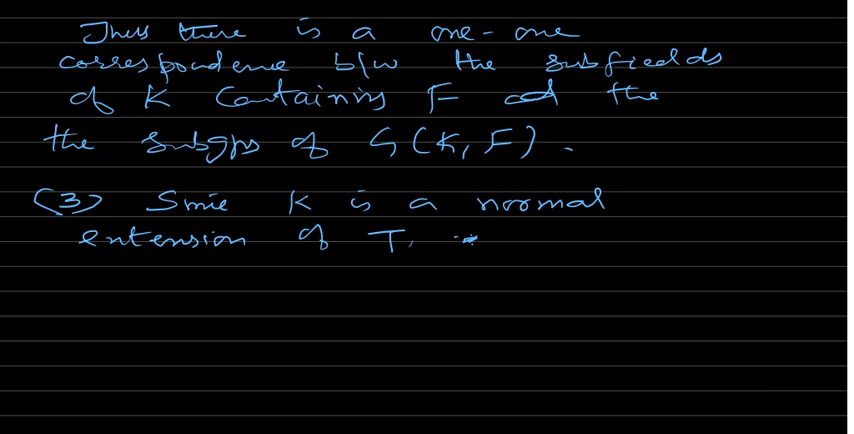 Thus there is a one-one
correspondence b/w the subfields
of K containing F and the
the subgps of G(K, F).
(3) Since K is a normal
extension of T,